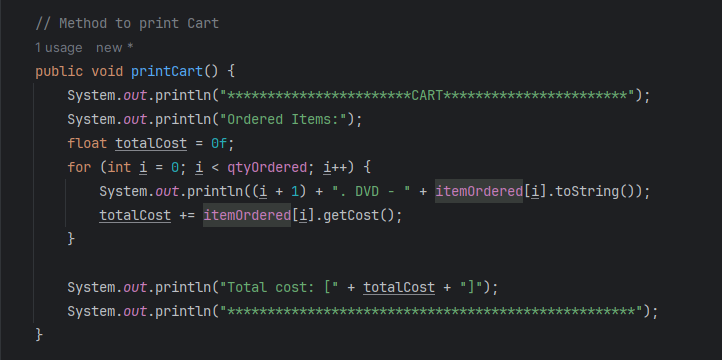 // Method to print Cart
1 usage new *
public void printCart() {
System.out.println("***********************CART***********************");
System.out.println("Ordered Items:");
float totalCost = 0f;
for (int i = 0; i < qtyOrdered; i++) {
System.out.println((i + 1) + ". DVD - " + itemOrdered[i].toString());
totalCost += itemOrdered[i].getCost();
}
System.out.println("Total cost: [" + totalCost + "]");
System.out.println("***************************************************");
}